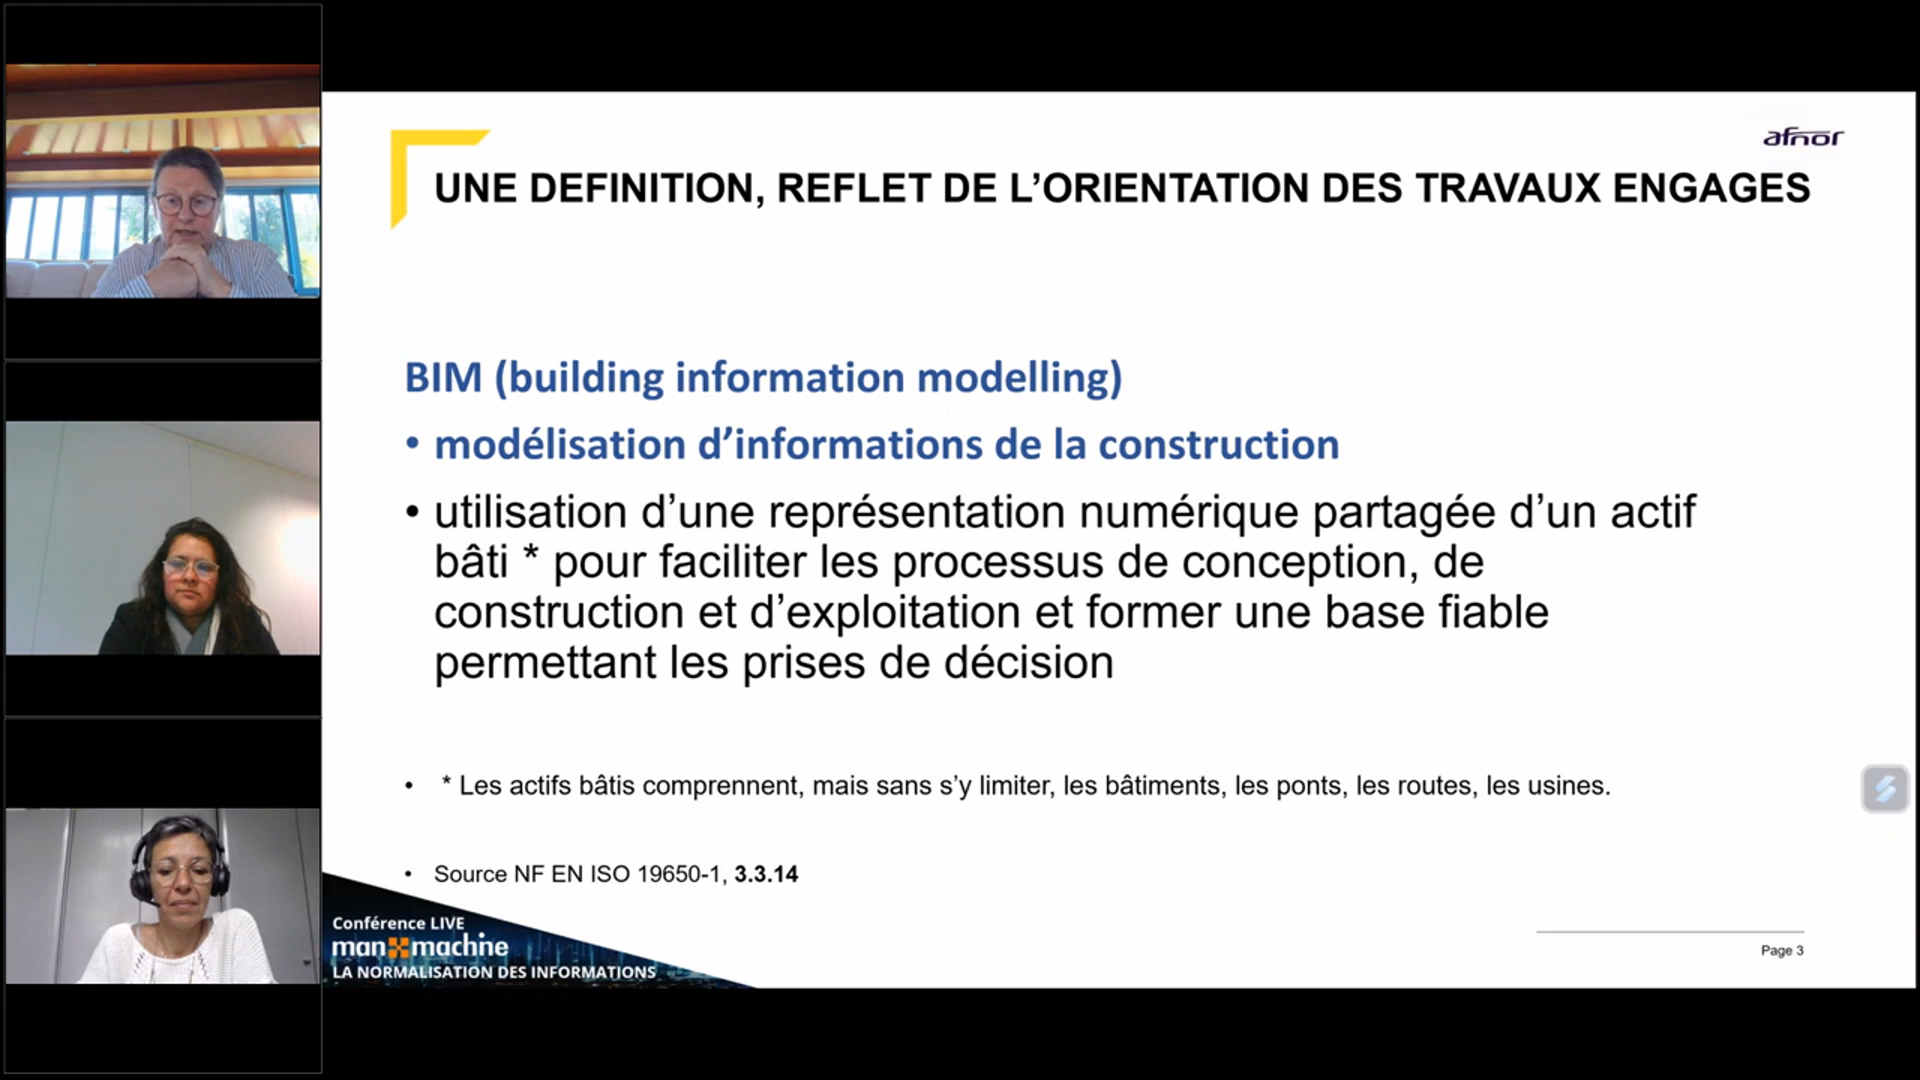 afnor
UNE DEFINITION, REFLET DE L’ORIENTATION DES TRAVAUX ENGAGES
BIM (building information modelling)
• modélisation d’informations de la construction
• utilisation d’une représentation numérique partagée d’un actif
bâti * pour faciliter les processus de conception, de
construction et d’exploitation et former une base fiable
permettant les prises de décision
• * Les actifs bâtis comprennent, mais sans s’y limiter, les bâtiments, les ponts, les routes, les usines.
• Source NF EN ISO 19650-1, 3.3.14
Conférence LIVE
man machine
LA NORMALISATION DES INFORMATIONS
Page 3